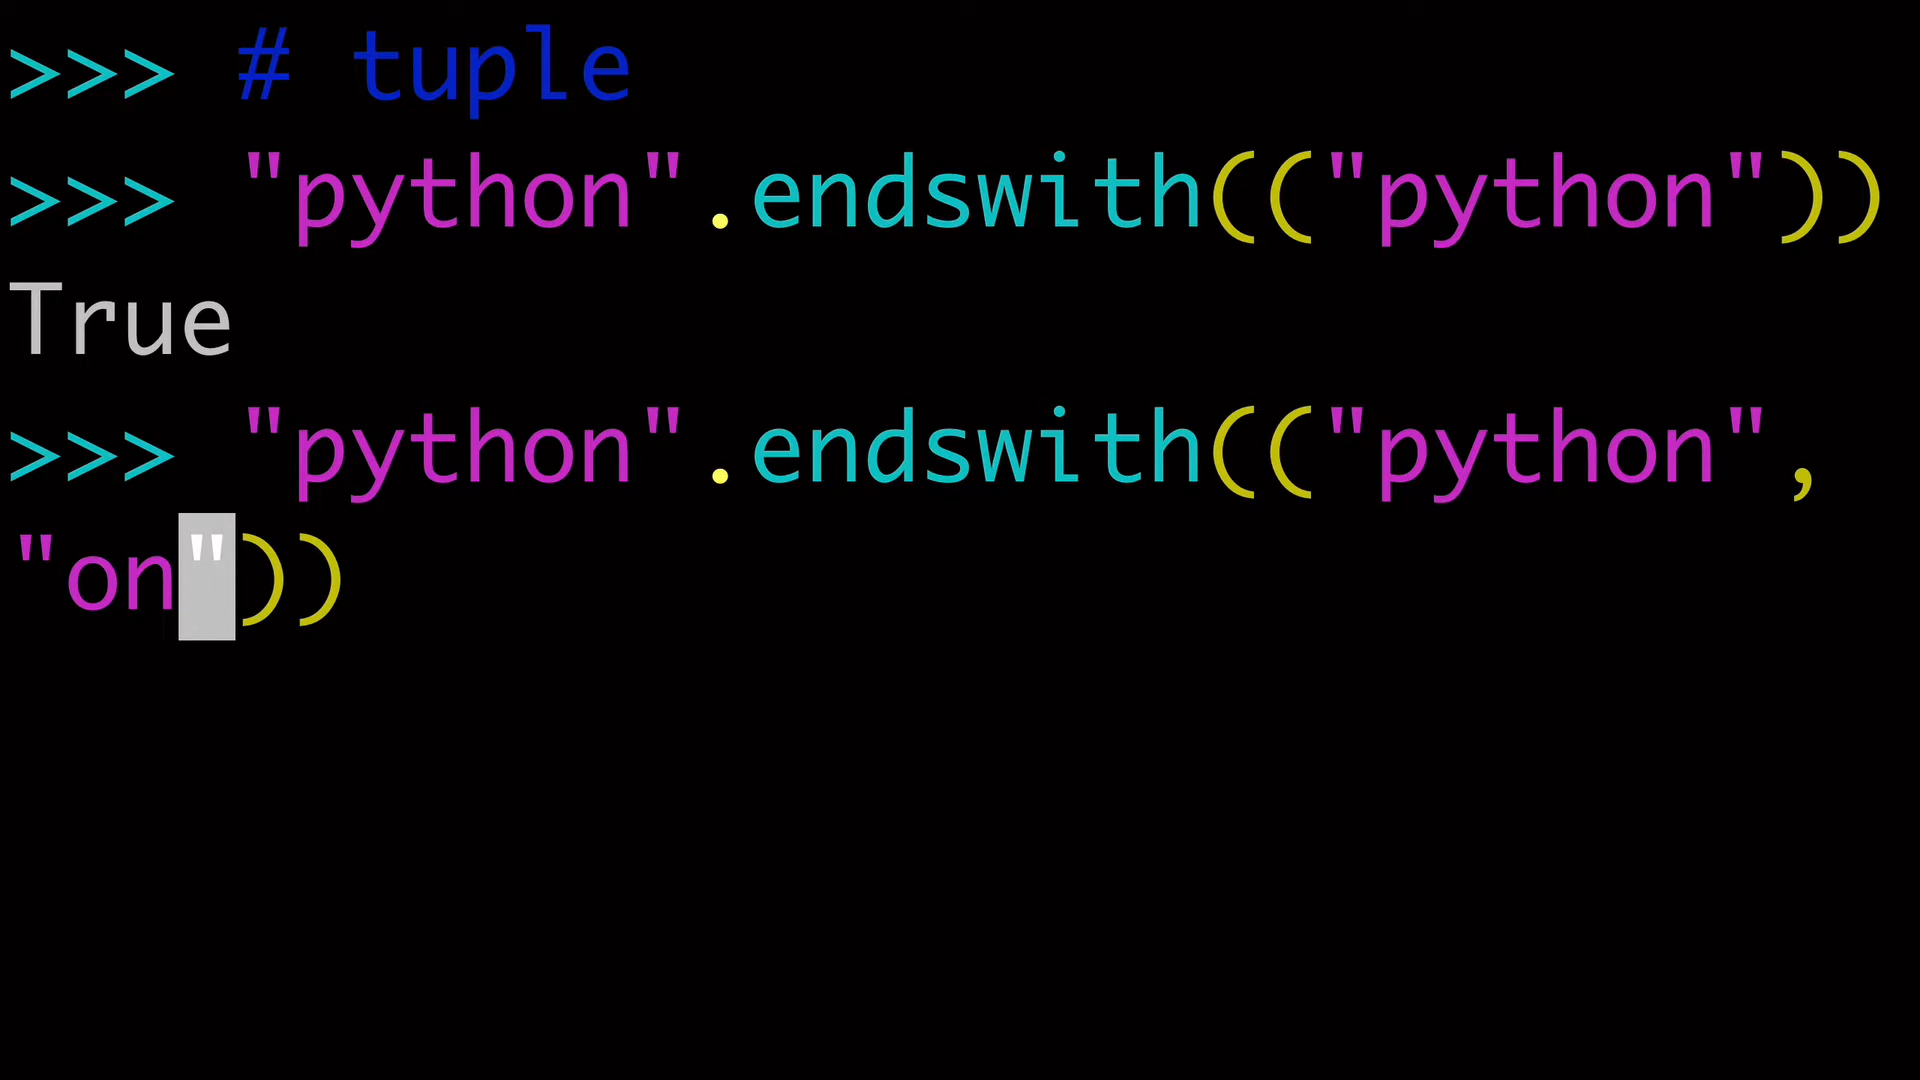 >>> # tuple
>>> "python".endswith(("python"))
True
>>> "python".endswith(("python",
"on"))